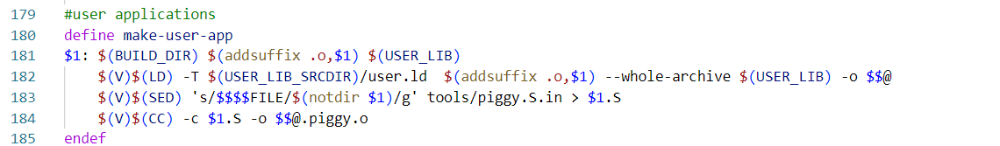 179 #user applications
180 define make-user-app
181 $1: $(BUILD_DIR) $(addsuffix .o,$1) $(USER_LIB)
182 $(V)$(LD) -T $(USER_LIB_SRCDIR)/user.ld  $(addsuffix .o,$1) --whole-archive $(USER_LIB) -o $$@
183 $(V)$(SED) 's/$$$$FILE/$(notdir $1)/g' tools/piggy.S.in > $1.S
184 $(V)$(CC) -c $1.S -o $$@.piggy.o
185 endef